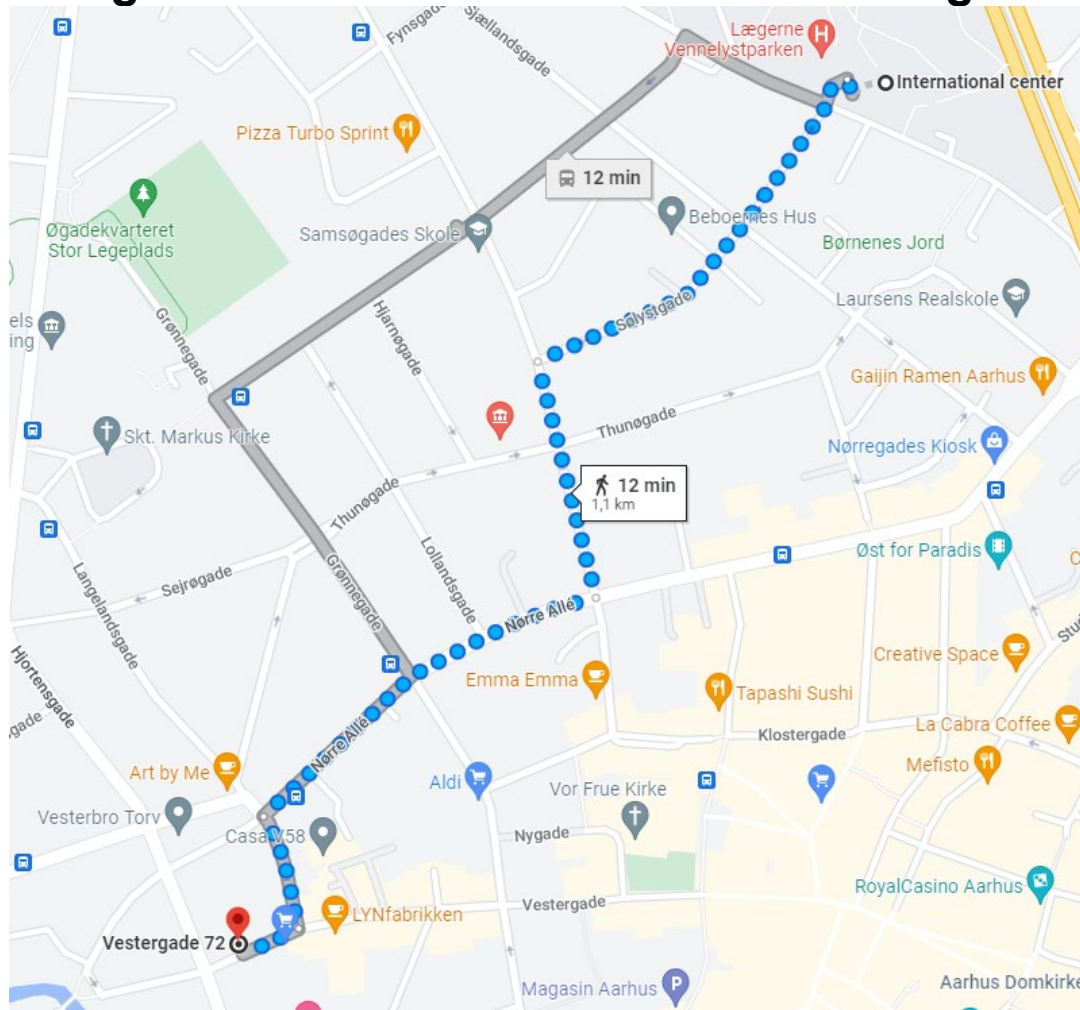 Fynsgade
Sjællandsgade
Lægerne
Vennelystparken
H
International center
Pizza Turbo Sprint
12 min
Øgadekvarteret
Stor Legeplads
Samsøgades Skole
Beboernes Hus
Børnenes Jord
Laursens Realskole
els
ing
Grønnegade
Hjarnøgade
Sølystgade
Gaijin Ramen Aarhus
Skt. Markus Kirke
Thunøgade
Nørregades Kiosk
12 min
1,1 km
Thunøgade
Lollandsgade
Øst for Paradis
C
Langelandsgade
Sejrøgade
Grønnegade
Nørre Allé
Stu
Hjortensgade
Creative Space
Emma Emma
Tapashi Sushi
øgade
La Cabra Coffee
Klostergade
Nørre Allé
Art by Me
Aldi
Mefisto
Vor Frue Kirke
Vesterbro Torv
Casa V58
Nygade
RoyalCasino Aarhus
LYNfabrikken
Vestergade
Vestergade 72
Magasin Aarhus
P
Aarhus Domkirke